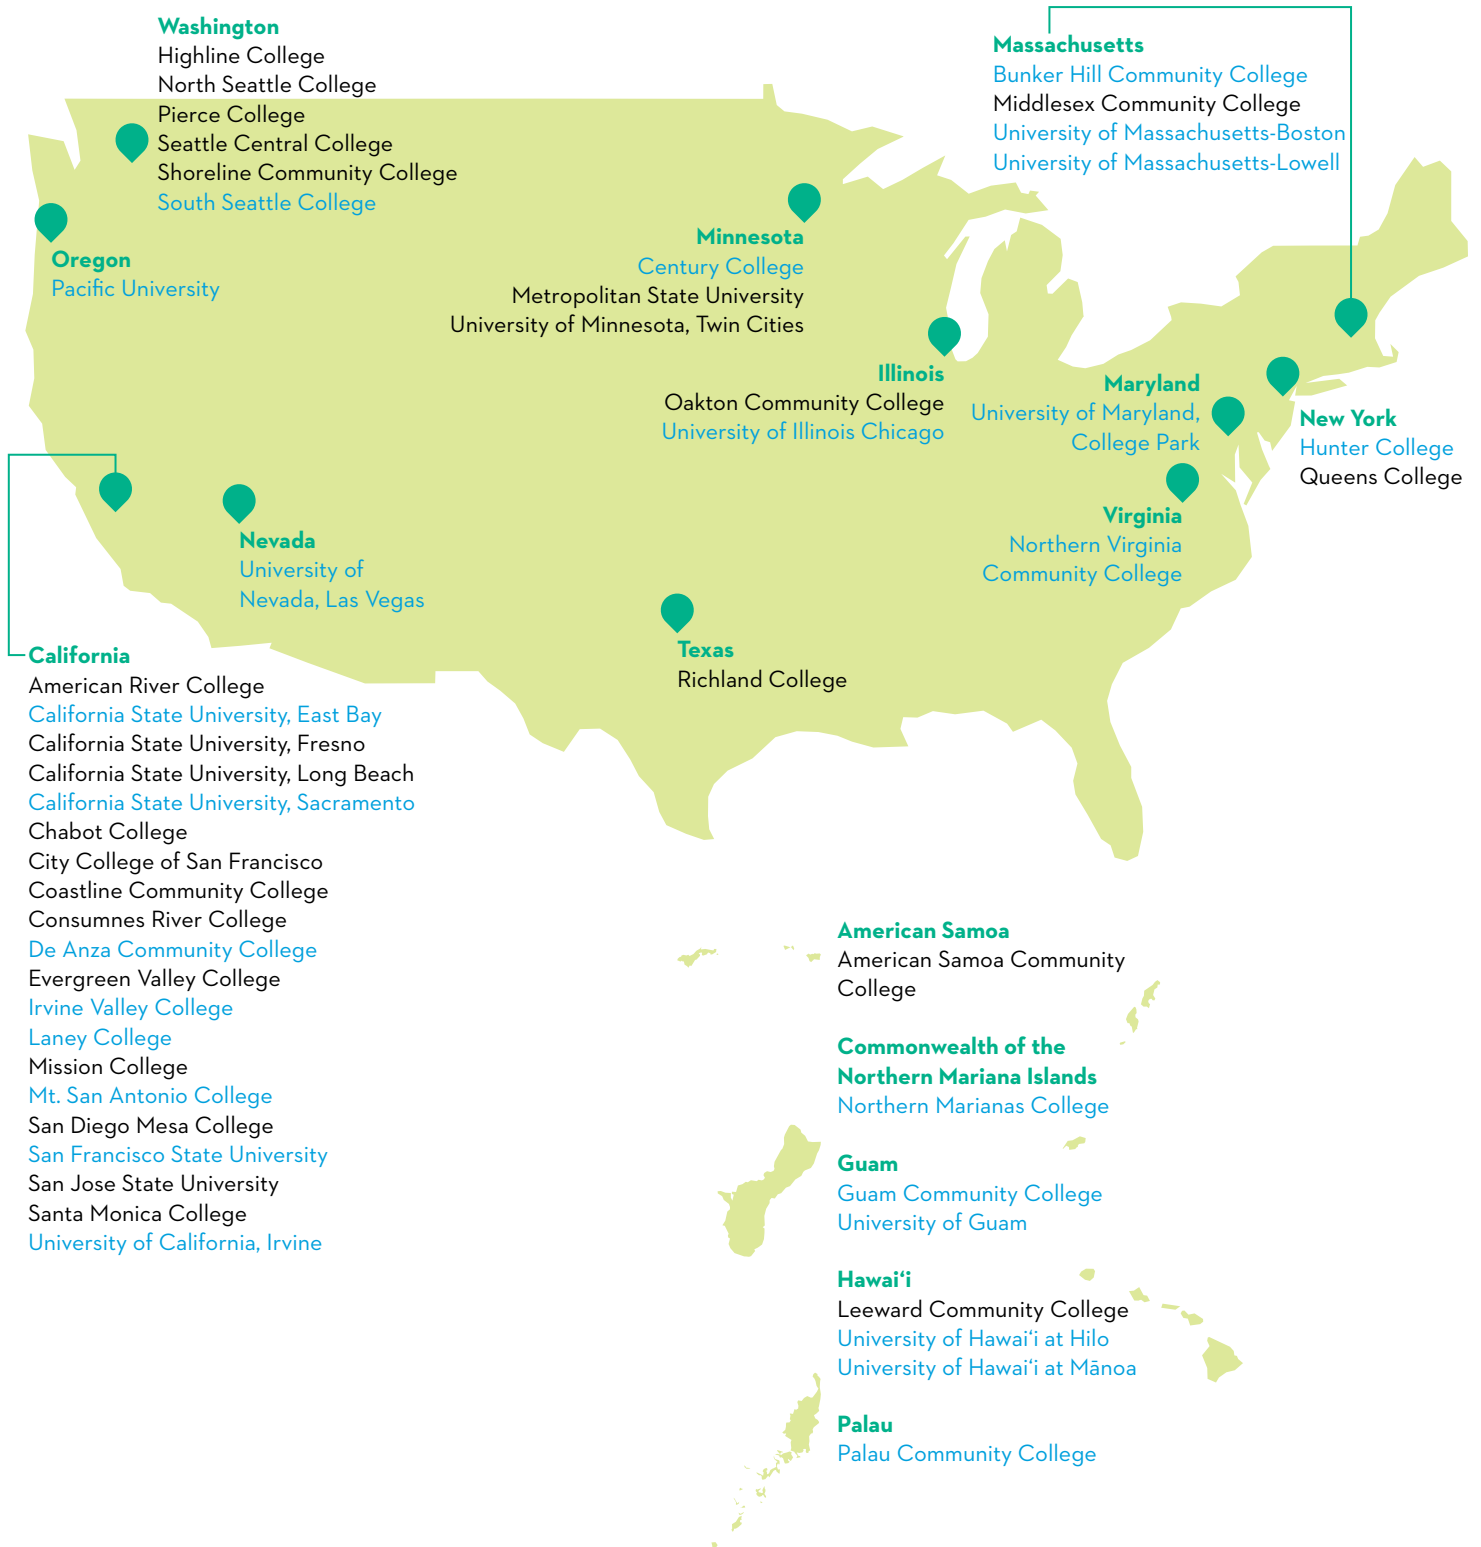 Washington
Highline College
North Seattle College
Pierce College
Seattle Central College
Shoreline Community College
South Seattle College
Massachusetts
Bunker Hill Community College
Middlesex Community College
University of Massachusetts-Boston
University of Massachusetts-Lowell
Oregon
Pacific University
Minnesota
Century College
Metropolitan State University
University of Minnesota, Twin Cities
Illinois
Oakton Community College
University of Illinois Chicago
Maryland
University of Maryland,
College Park
New York
Hunter College
Queens College
Virginia
Northern Virginia
Community College
Nevada
University of
Nevada, Las Vegas
Texas
Richland College
California
American River College
California State University, East Bay
California State University, Fresno
California State University, Long Beach
California State University, Sacramento
Chabot College
City College of San Francisco
Coastline Community College
Consumnes River College
De Anza Community College
Evergreen Valley College
Irvine Valley College
Laney College
Mission College
Mt. San Antonio College
San Diego Mesa College
San Francisco State University
San Jose State University
Santa Monica College
University of California, Irvine
American Samoa
American Samoa Community
College
Commonwealth of the
Northern Mariana Islands
Northern Marianas College
Guam
Guam Community College
University of Guam
Hawai‘i
Leeward Community College
University of Hawai‘i at Hilo
University of Hawai‘i at Mānoa
Palau
Palau Community College